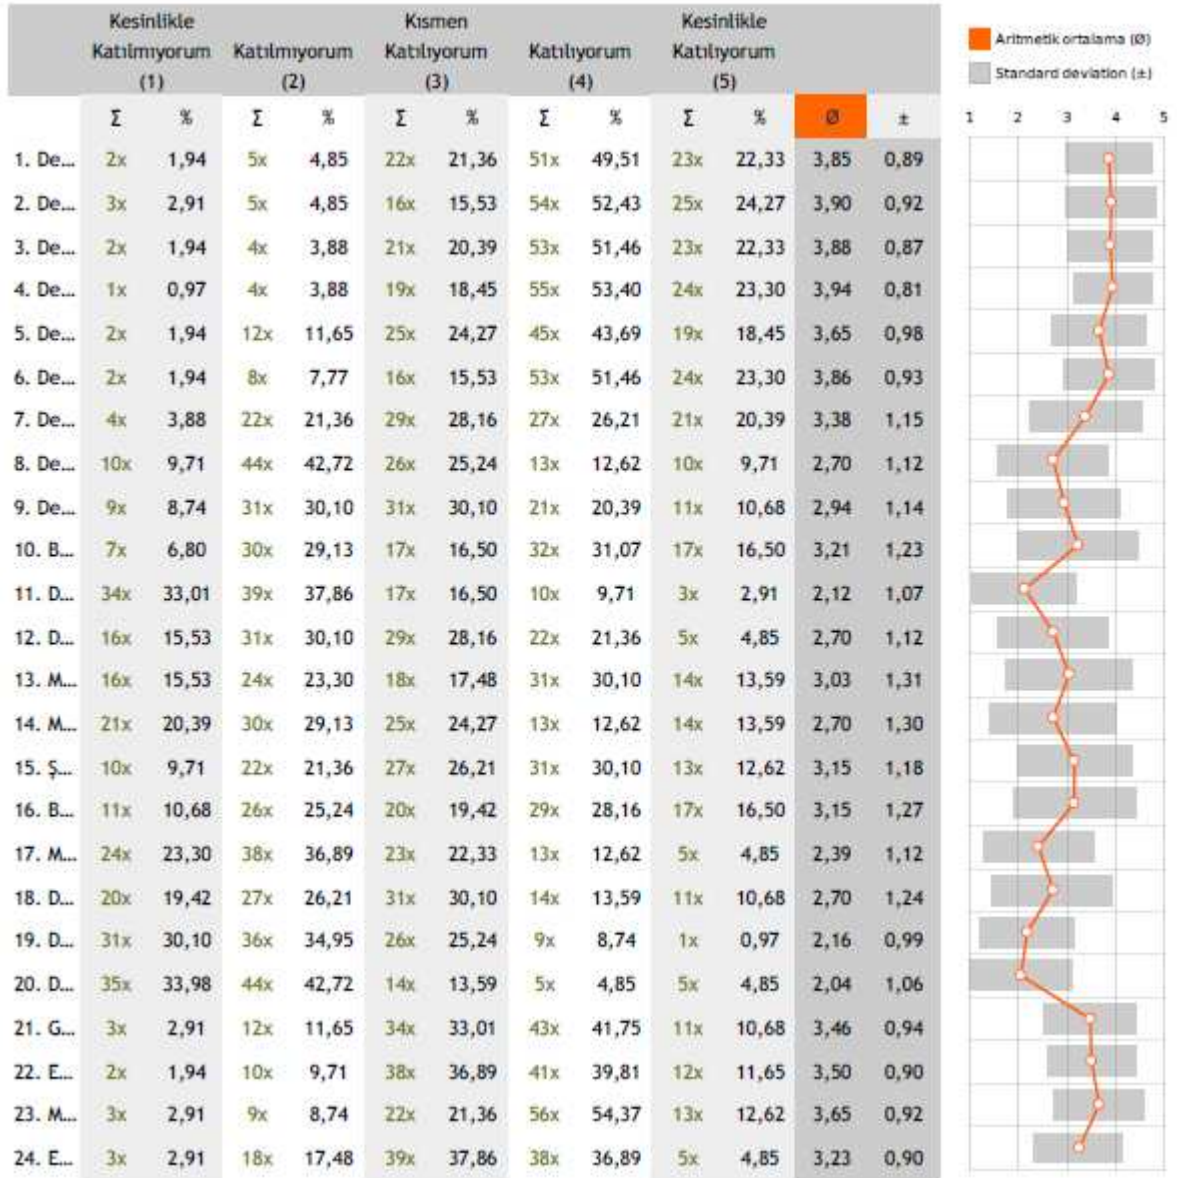 Kesinlikle Kısmen Kesinlikle
Katılmıyorum Katılmıyorum Katılıyorum Katılıyorum Katılıyorum
(1) (2) (3) (4) (5)
Aritmetik ortalama (Ø)
Standard deviation (±)
Σ % Σ % Σ % Σ % Σ % Ø ± 1 2 3 4 5
1. De... 2x 1,94 5x 4,85 22x 21,36 51x 49,51 23x 22,33 3,85 0,89
2. De... 3x 2,91 5x 4,85 16x 15,53 54x 52,43 25x 24,27 3,90 0,92
3. De... 2x 1,94 4x 3,88 21x 20,39 53x 51,46 23x 22,33 3,88 0,87
4. De... 1x 0,97 4x 3,88 19x 18,45 55x 53,40 24x 23,30 3,94 0,81
5. De... 2x 1,94 12x 11,65 25x 24,27 45x 43,69 19x 18,45 3,65 0,98
6. De... 2x 1,94 8x 7,77 16x 15,53 53x 51,46 24x 23,30 3,86 0,93
7. De... 4x 3,88 22x 21,36 29x 28,16 27x 26,21 21x 20,39 3,38 1,15
8. De... 10x 9,71 44x 42,72 26x 25,24 13x 12,62 10x 9,71 2,70 1,12
9. De... 9x 8,74 31x 30,10 31x 30,10 21x 20,39 11x 10,68 2,94 1,14
10. B... 7x 6,80 30x 29,13 17x 16,50 32x 31,07 17x 16,50 3,21 1,23
11. D... 34x 33,01 39x 37,86 17x 16,50 10x 9,71 3x 2,91 2,12 1,07
12. D... 16x 15,53 31x 30,10 29x 28,16 22x 21,36 5x 4,85 2,70 1,12
13. M... 16x 15,53 24x 23,30 18x 17,48 31x 30,10 14x 13,59 3,03 1,31
14. M... 21x 20,39 30x 29,13 25x 24,27 13x 12,62 14x 13,59 2,70 1,30
15. Ş... 10x 9,71 22x 21,36 27x 26,21 31x 30,10 13x 12,62 3,15 1,18
16. B... 11x 10,68 26x 25,24 20x 19,42 29x 28,16 17x 16,50 3,15 1,27
17. M... 24x 23,30 38x 36,89 23x 22,33 13x 12,62 5x 4,85 2,39 1,12
18. D... 20x 19,42 27x 26,21 31x 30,10 14x 13,59 11x 10,68 2,70 1,24
19. D... 31x 30,10 36x 34,95 26x 25,24 9x 8,74 1x 0,97 2,16 0,99
20. D... 35x 33,98 44x 42,72 14x 13,59 5x 4,85 5x 4,85 2,04 1,06
21. G... 3x 2,91 12x 11,65 34x 33,01 43x 41,75 11x 10,68 3,46 0,94
22. E... 2x 1,94 10x 9,71 38x 36,89 41x 39,81 12x 11,65 3,50 0,90
23. M... 3x 2,91 9x 8,74 22x 21,36 56x 54,37 13x 12,62 3,65 0,92
24. E... 3x 2,91 18x 17,48 39x 37,86 38x 36,89 5x 4,85 3,23 0,90